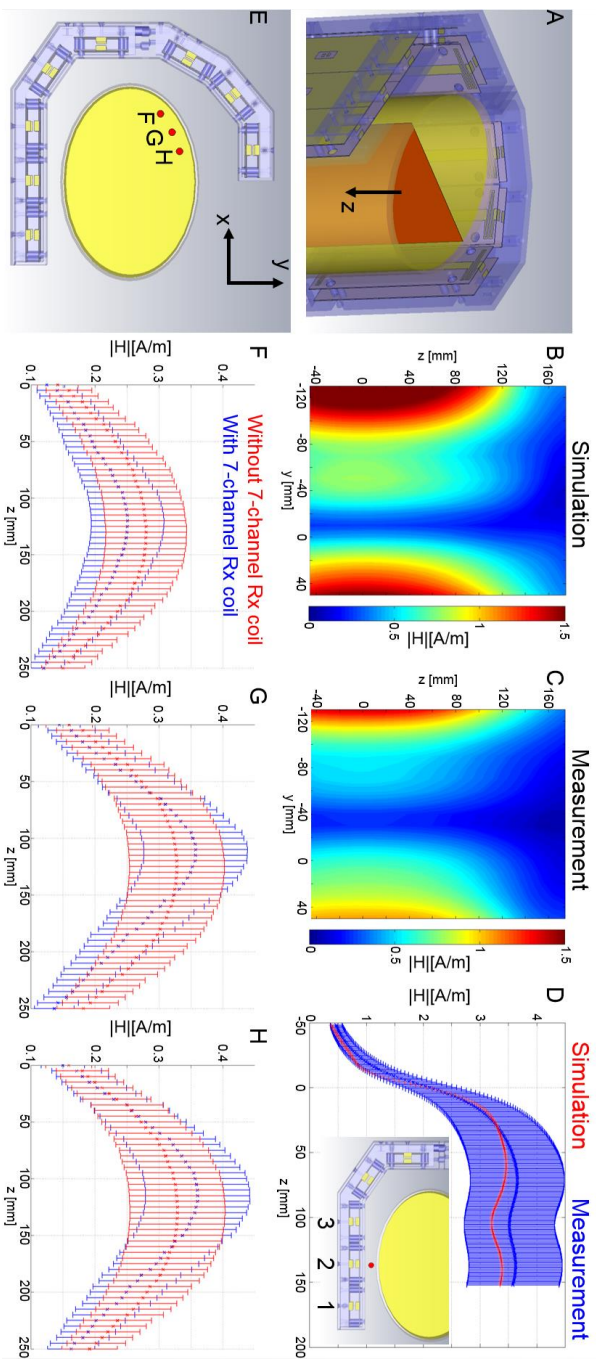 A
z
B
Simulation
z [mm]
160
120
80
40
0
-40
-120
-80
-40
0
40
y [mm]
1.5
1
0.5
0
|H|[A/m]
C
Measurement
z [mm]
160
120
80
40
0
-40
-120
-80
-40
0
40
y [mm]
1.5
1
0.5
0
|H|[A/m]
D
Simulation
Measurement
|H|[A/m]
4
3
2
1
-50
0
50
100
150
200
z [mm]
3
2
1
E
F
G
H
y
x
F
Without 7-channel Rx coil
With 7-channel Rx coil
|H|[A/m]
0.4
0.3
0.2
0.1
0
50
100
150
200
250
z [mm]
G
|H|[A/m]
0.4
0.3
0.2
0.1
0
50
100
150
200
250
z [mm]
H
|H|[A/m]
0.4
0.3
0.2
0.1
0
50
100
150
200
250
z [mm]